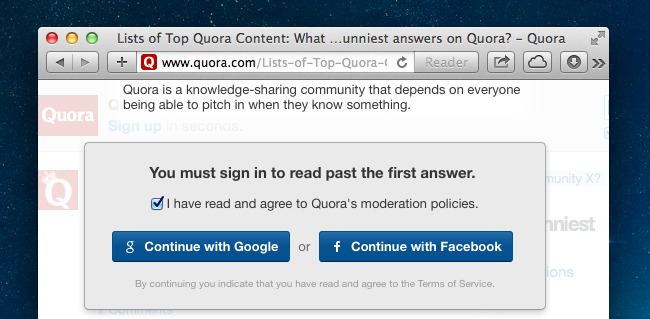 Lists of Top Quora Content: What ...unniest answers on Quora? – Quora
Q www.quora.com/Lists-of-Top-Quora-
Reader
Quora is a knowledge-sharing community that depends on everyone
being able to pitch in when they know something.
Quora
Sign up in seconds.
You must sign in to read past the first answer.
munity X?
I have read and agree to Quora's moderation policies.
nniest
g Continue with Google or f Continue with Facebook
ions
By continuing you indicate that you have read and agree to the Terms of Service.
2 Comments